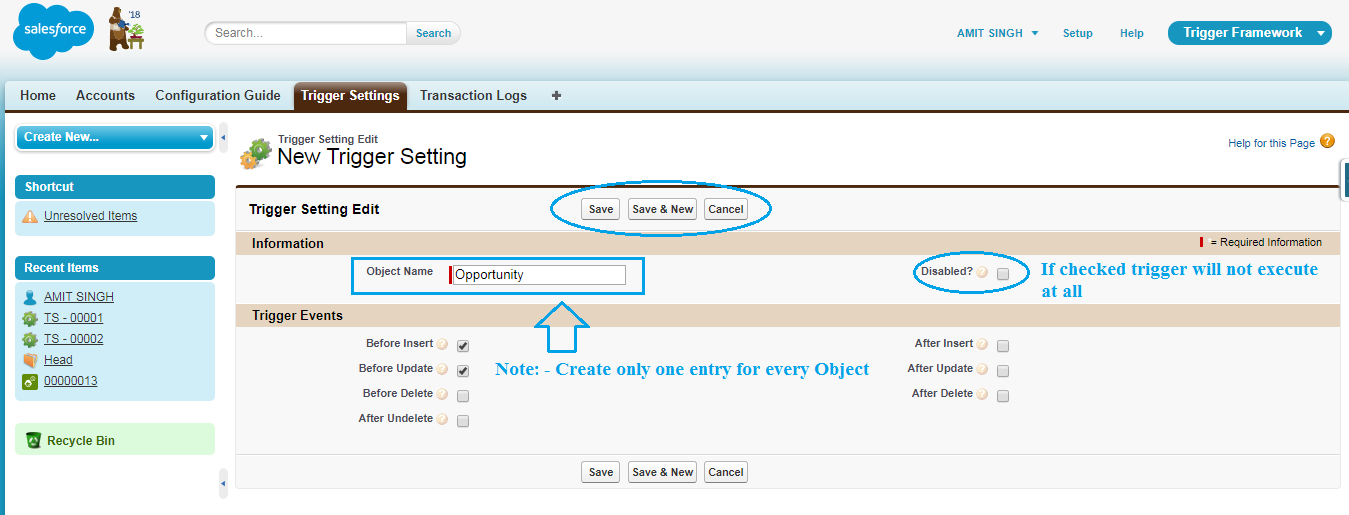 salesforce
'18
Search...
Search
AMIT SINGH
Setup
Help
Trigger Framework
Home
Accounts
Configuration Guide
Trigger Settings
Transaction Logs
Create New...
Shortcut
Unresolved Items
Recent Items
AMIT SINGH
TS - 00001
TS - 00002
Head
00000013
Recycle Bin
Trigger Setting Edit
New Trigger Setting
Help for this Page ?
Trigger Setting Edit
Save
Save & New
Cancel
Information
= Required Information
Object Name
Opportunity
Disabled? ?
If checked trigger will not execute
at all
Trigger Events
Before Insert ?
After Insert ?
Before Update ?
After Update ?
Note: - Create only one entry for every Object
Before Delete ?
After Delete ?
After Undelete ?
Save
Save & New
Cancel